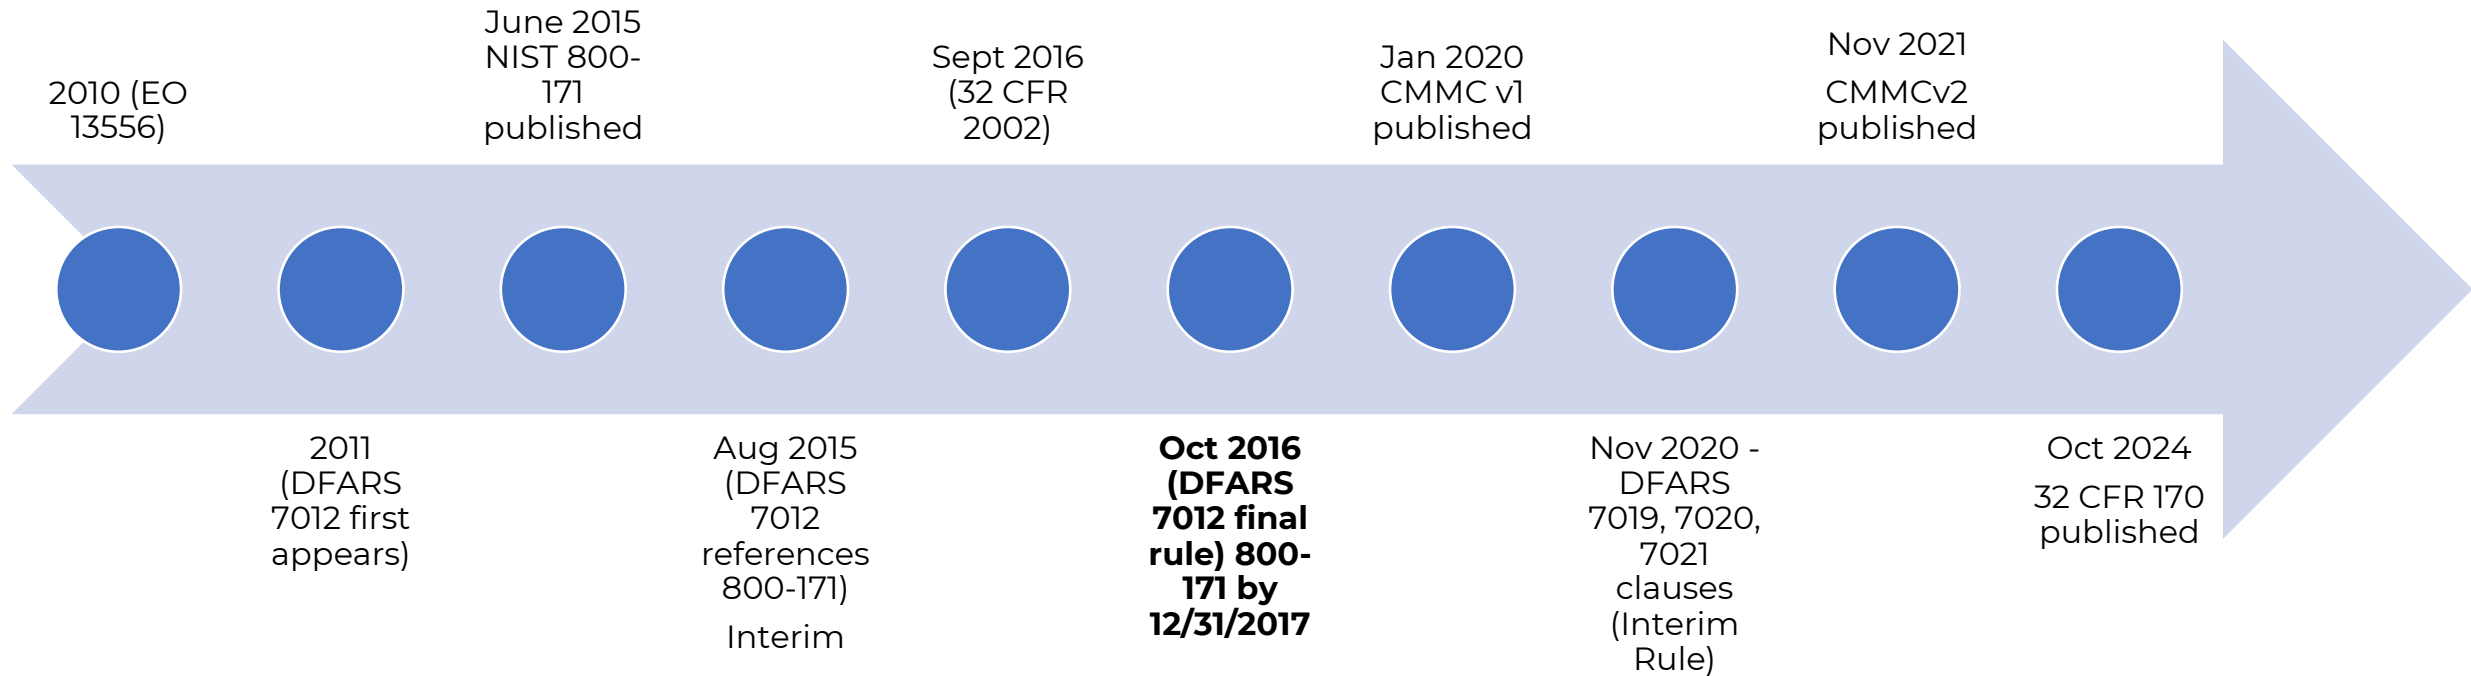 2010 (EO
13556)
2011
(DFARS
7012 first
appears)
June 2015
NIST 800-
171
published
Aug 2015
(DFARS
7012
references
800-171)
Interim
Sept 2016
(32 CFR
2002)
Oct 2016
(DFARS
7012 final
rule) 800-
171 by
12/31/2017
Jan 2020
CMMC v1
published
Nov 2020 -
DFARS
7019, 7020,
7021
clauses
(Interim
Rule)
Nov 2021
CMMCv2
published
Oct 2024
32 CFR 170
published